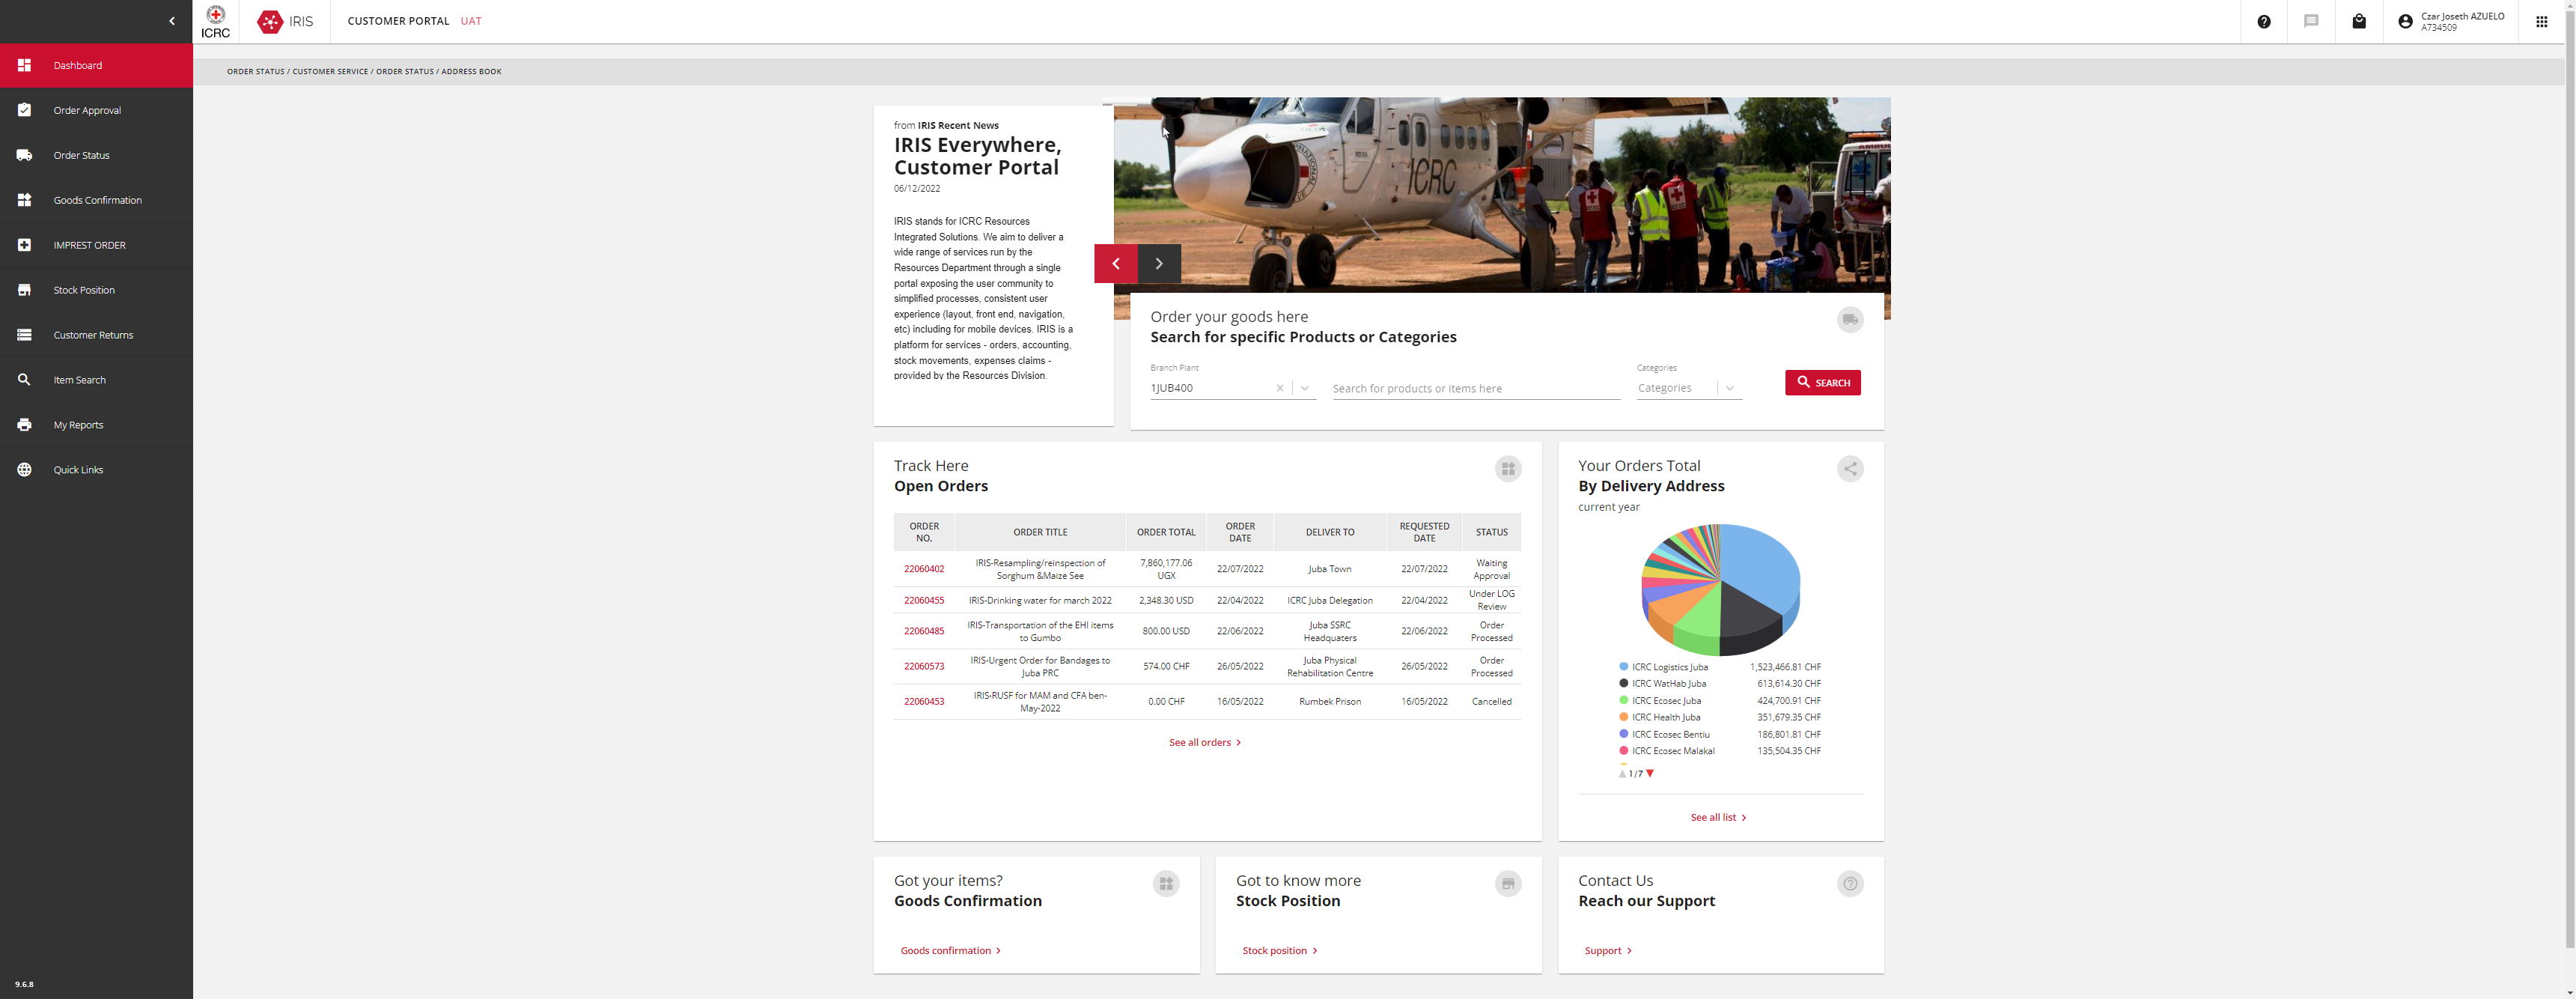 ICRC
IRIS
CUSTOMER PORTAL UAT
Czar Joseth AZUELO
A734509
Dashboard
Order Approval
Order Status
Goods Confirmation
IMPREST ORDER
Stock Position
Customer Returns
Item Search
My Reports
Quick Links
9.6.8
ORDER STATUS / CUSTOMER SERVICE / ORDER STATUS / ADDRESS BOOK
from IRIS Recent News
IRIS Everywhere,
Customer Portal
06/12/2022
IRIS stands for ICRC Resources
Integrated Solutions. We aim to deliver a
wide range of services run by the
Resources Department through a single
portal exposing the user community to
simplified processes, consistent user
experience (layout, front end, navigation,
etc) including for mobile devices. IRIS is a
platform for services - orders, accounting,
stock movements, expenses claims -
provided by the Resources Division.
ICRC
Order your goods here
Search for specific Products or Categories
Branch Plant
1JUB400
Search for products or items here
Categories
Categories
SEARCH
Track Here
Open Orders
ORDER NO. ORDER TITLE ORDER TOTAL ORDER DATE DELIVER TO REQUESTED DATE STATUS
22060402 IRIS-Resampling/reinspection of Sorghum &Maize See 7,860,177.06 UGX 22/07/2022 Juba Town 22/07/2022 Waiting Approval
22060455 IRIS-Drinking water for march 2022 2,348.30 USD 22/04/2022 ICRC Juba Delegation 22/04/2022 Under LOG Review
22060485 IRIS-Transportation of the EHI items to Gumbo 800.00 USD 22/06/2022 Juba SSRC Headquaters 22/06/2022 Order Processed
22060573 IRIS-Urgent Order for Bandages to Juba PRC 574.00 CHF 26/05/2022 Juba Physical Rehabilitation Centre 26/05/2022 Order Processed
22060453 IRIS-RUSF for MAM and CFA ben-May-2022 0.00 CHF 16/05/2022 Rumbek Prison 16/05/2022 Cancelled
See all orders
Your Orders Total
By Delivery Address
current year
ICRC Logistics Juba 1,523,466.81 CHF
ICRC WatHab Juba 613,614.30 CHF
ICRC Ecosec Juba 424,700.91 CHF
ICRC Health Juba 351,679.35 CHF
ICRC Ecosec Bentiu 186,801.81 CHF
ICRC Ecosec Malakal 135,504.35 CHF
1/7
See all list
Got your items?
Goods Confirmation
Goods confirmation
Got to know more
Stock Position
Stock position
Contact Us
Reach our Support
Support